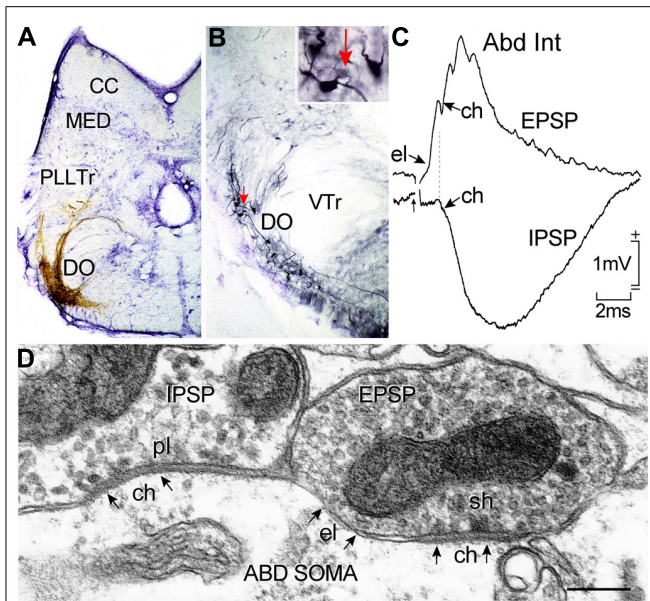 A
CC
MED
PLLTr
DO
B
VTr
DO
C
Abd Int
ch
el
EPSP
ch
IPSP
+
1mV
=
2ms
D
IPSP
EPSP
pl
sh
ch
el
ch
ABD SOMA